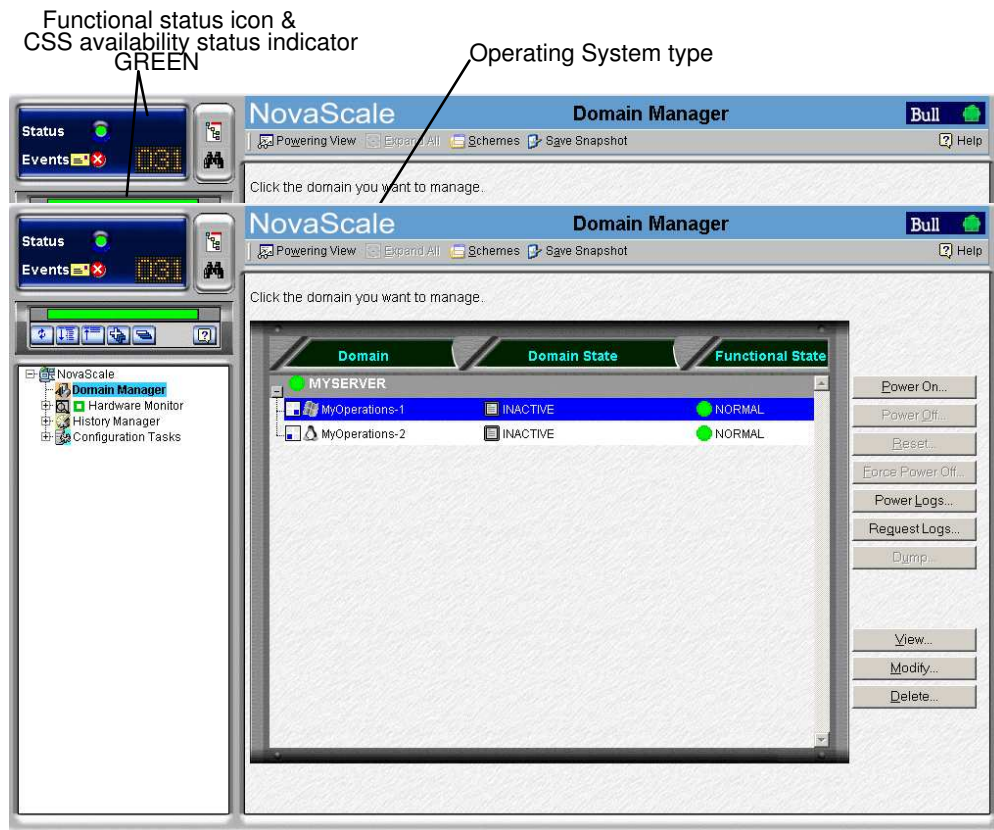 Functional status icon &
CSS availability status indicator
GREEN
Operating System type
NovaScale Domain Manager Bull
Status
Powering View Expand All Schemes Save Snapshot Help
Events 031
Click the domain you want to manage.
NovaScale Domain Manager Bull
Status
Powering View Expand All Schemes Save Snapshot Help
Events 031
Click the domain you want to manage.
Domain Domain State Functional State
NovaScale
MYSERVER
Domain Manager
Power On...
Hardware Monitor
MyOperations-1 INACTIVE NORMAL
Power Off...
History Manager
MyOperations-2 INACTIVE NORMAL
Configuration Tasks
Reset...
Force Power Off...
Power Logs...
Request Logs...
Dump...
View...
Modify...
Delete...